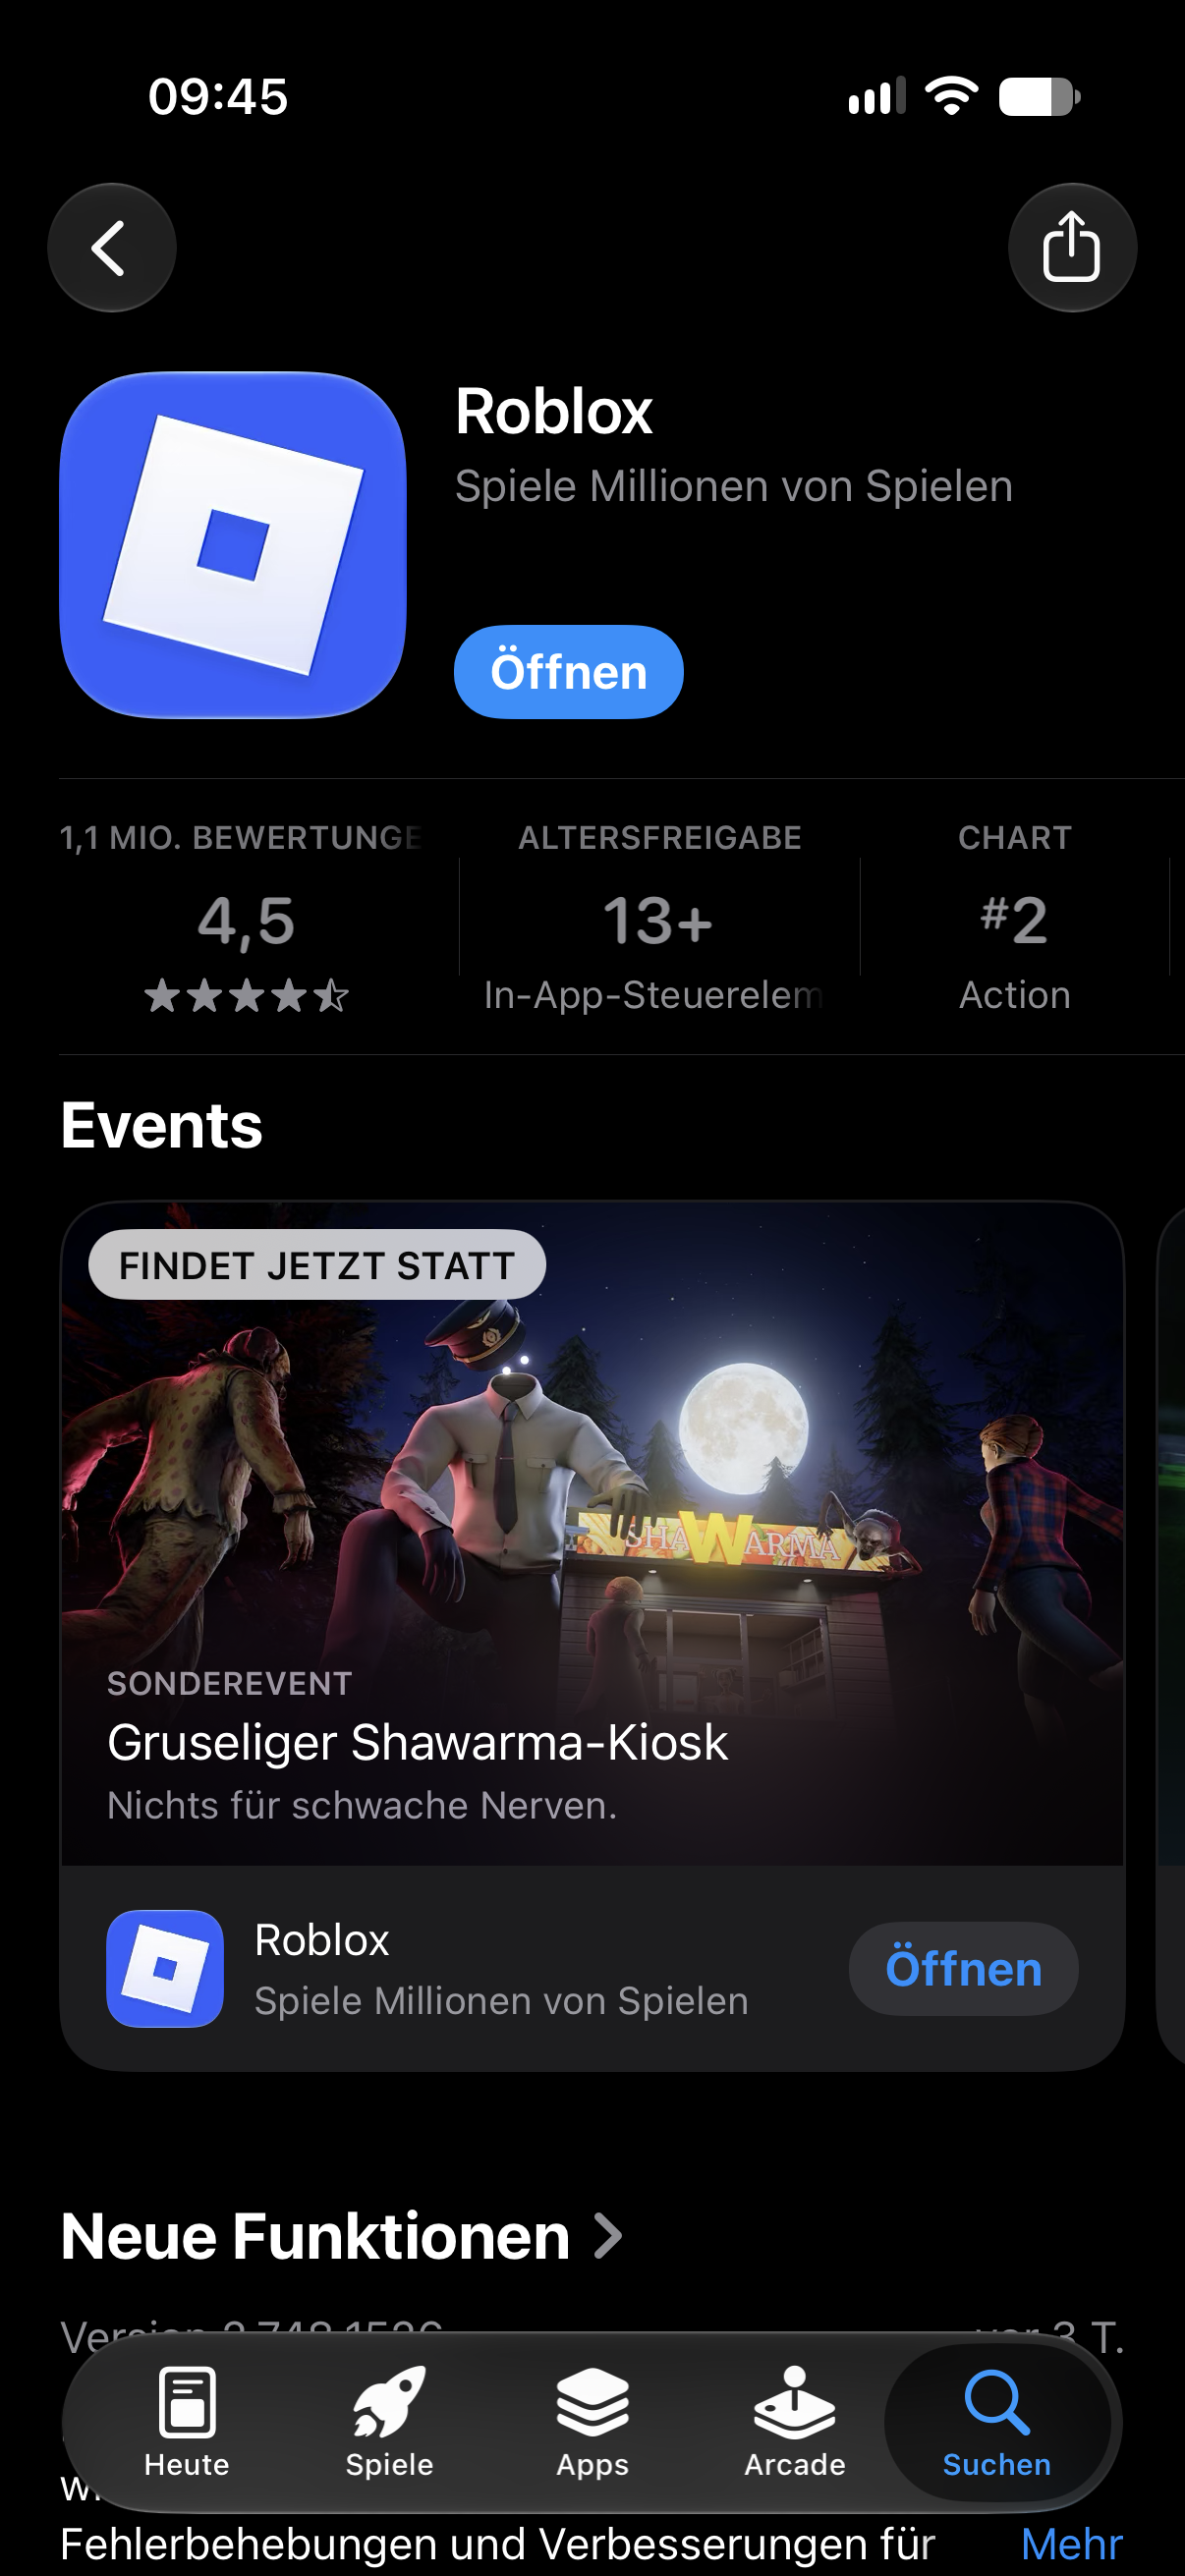 09:45
Roblox
Spiele Millionen von Spielen
Öffnen
1,1 MIO. BEWERTUNGE
4,5
ALTERSFREIGABE
13+
In-App-Steuerelem
CHART
#2
Action
Events
FINDET JETZT STATT
SHAWARMA
SONDEREVENT
Gruseliger Shawarma-Kiosk
Nichts für schwache Nerven.
Roblox
Spiele Millionen von Spielen
Öffnen
Neue Funktionen
vor 3 T.
Heute
Spiele
Apps
Arcade
Suchen
Fehlerbehebungen und Verbesserungen für
Mehr